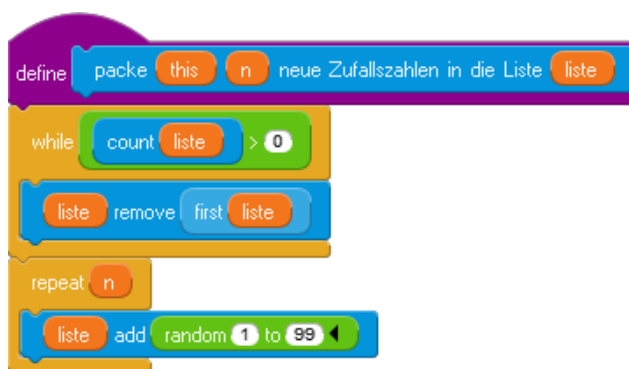 define packe this n neue Zufallszahlen in die Liste liste
while count liste > 0
liste remove first liste
repeat n
liste add random 1 to 99